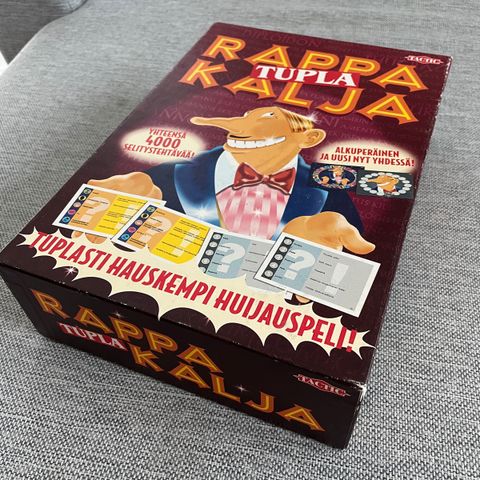 TACTIC
RAPPA
TUPLA
KALJA
YHTEENSÄ
4000
SELITYSTEHTÄVÄÄ!
ALKUPERÄINEN
JA UUSI NYT YHDESSÄ!
TUPLASTI HAUSKEMPI HUIJAUSPELI!
RAPPA
TUPLA
KALJA
TACTIC